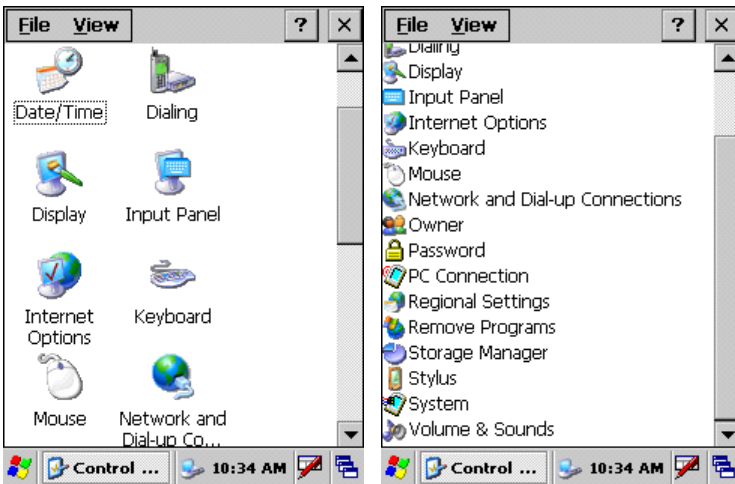 File View ? ×
Date/Time Dialing
Display Input Panel
Internet
Options
Keyboard
Mouse
Network and
Dial-up Co...
Control ... 10:34 AM
File View ? ×
Dialing
Display
Input Panel
Internet Options
Keyboard
Mouse
Network and Dial-up Connections
Owner
Password
PC Connection
Regional Settings
Remove Programs
Storage Manager
Stylus
System
Volume & Sounds
Control ... 10:34 AM